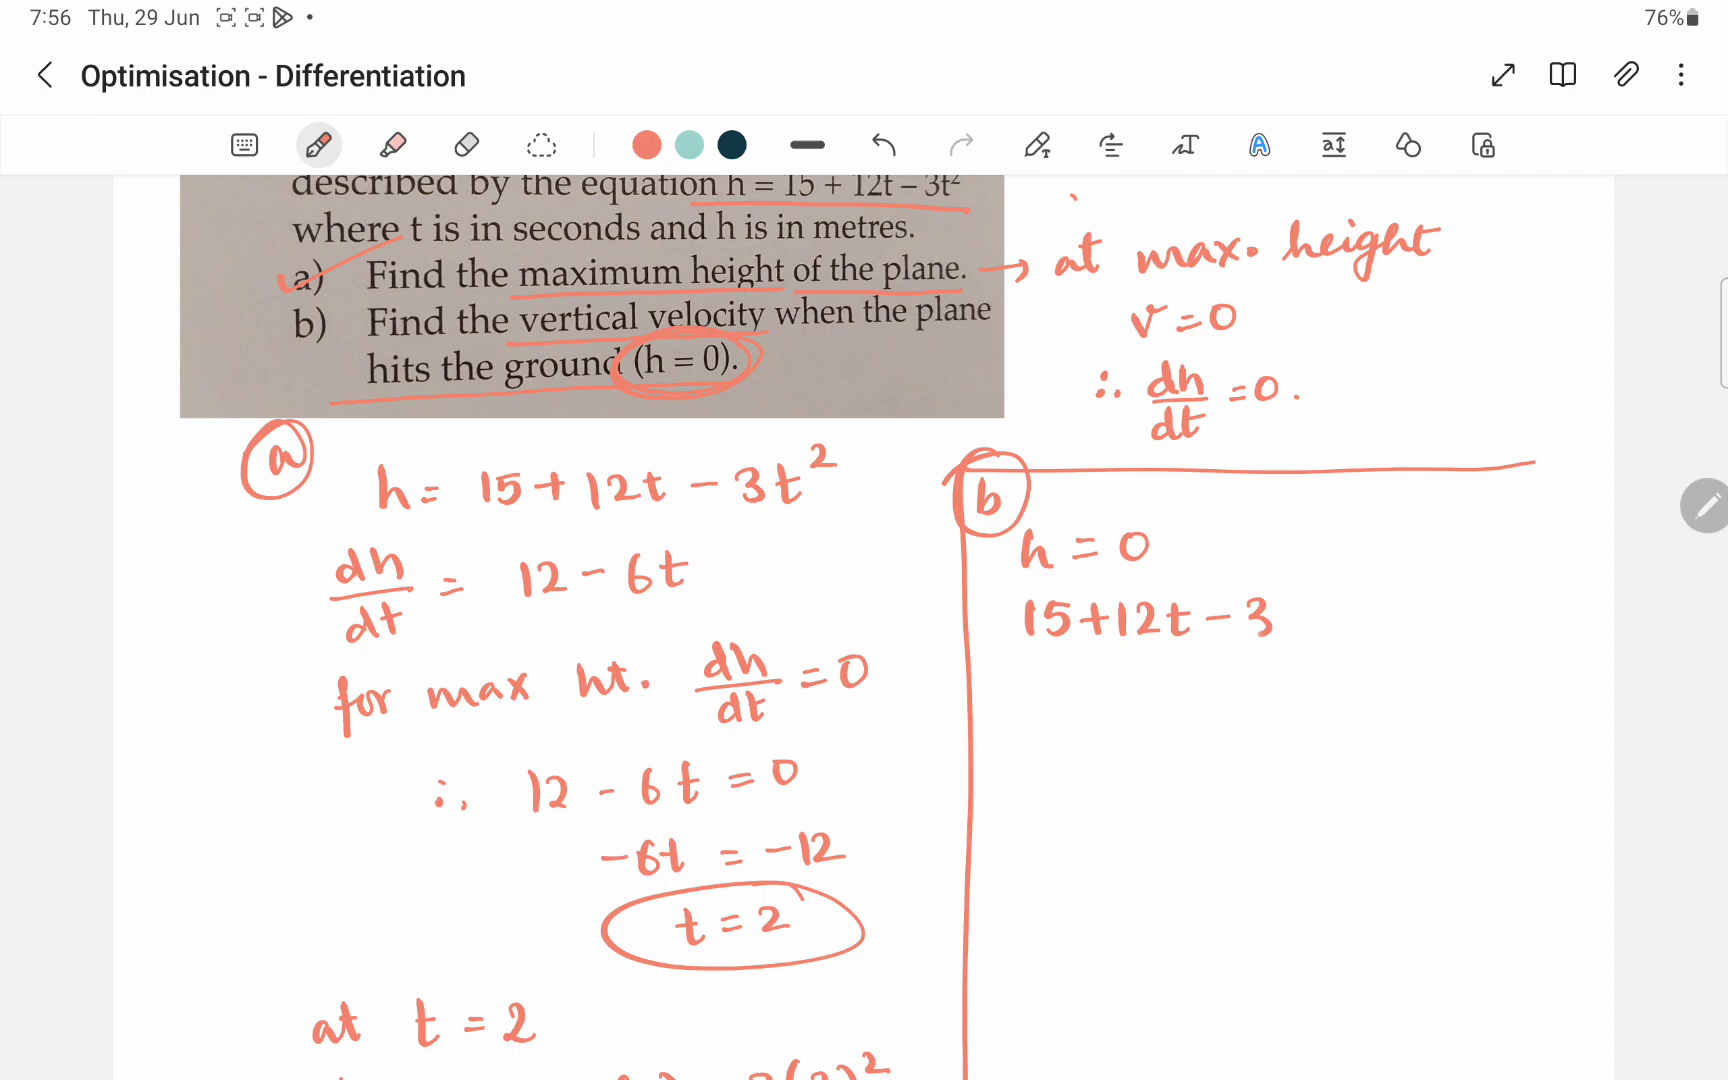 7:56 Thu, 29 Jun
76%
Optimisation - Differentiation
described by the equation h = 15 + 12t – 3t²
where t is in seconds and h is in metres.
a) Find the maximum height of the plane.
b) Find the vertical velocity when the plane
hits the ground (h = 0).
→ at max. height
v = 0
∴ dh/dt = 0.
a
h = 15 + 12t - 3t²
dh/dt = 12 - 6t
for max ht. dh/dt = 0
∴ 12 - 6t = 0
-6t = -12
t = 2
at t = 2
b
h = 0
15 + 12t - 3